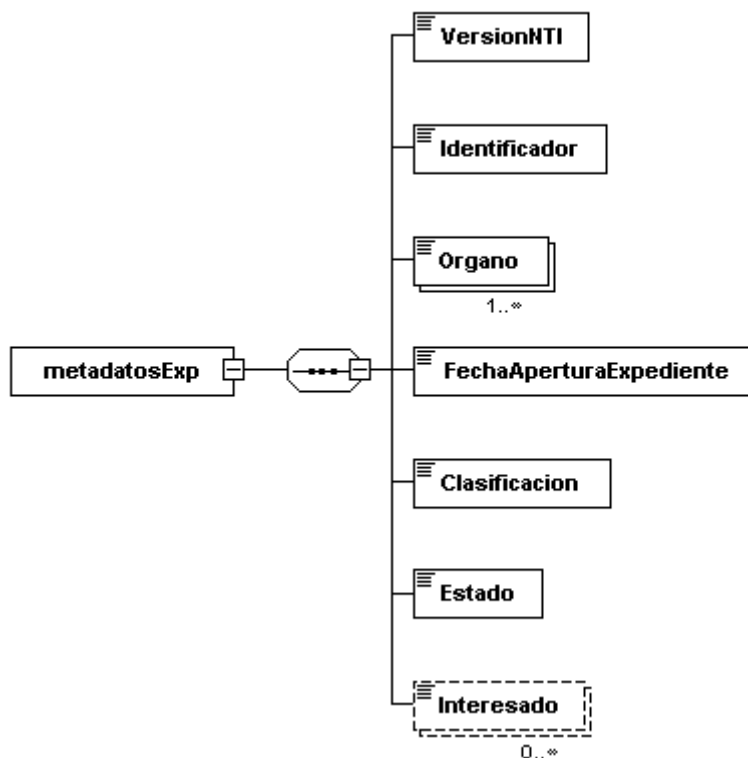 VersionNTI
Identificador
Organo
1..∞
metadatosExp
FechaAperturaExpediente
Clasificacion
Estado
Interesado
0..∞